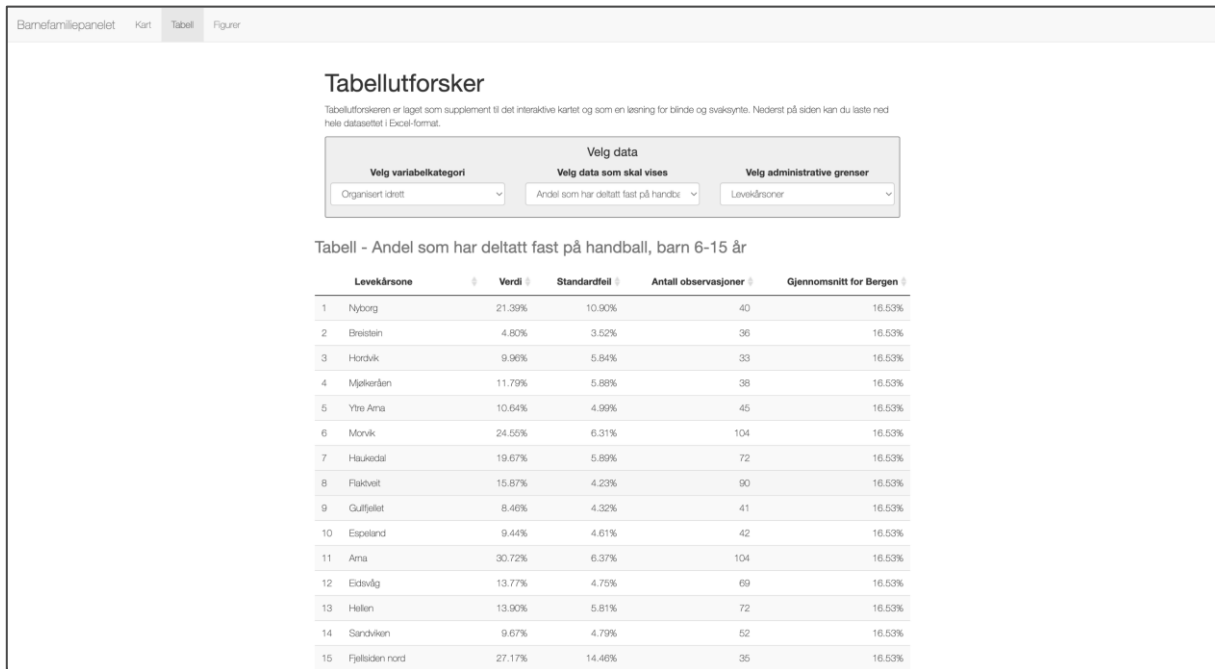 Barnefamiliepanelet Kart Tabell Figurer
Tabellutforsker
Tabellutforskeren er laget som supplement til det interaktive kartet og som en løsning for blinde og svaksynte. Nederst på siden kan du laste ned
hele datasettet i Excel-format.
Velg data
Velg variabelkategori Velg data som skal vises Velg administrative grenser
Organisert idrett Andel som har deltatt fast på handba Levekårsoner
Tabell - Andel som har deltatt fast på handball, barn 6-15 år
Levekårsone Verdi Standardfeil Antall observasjoner Gjennomsnitt for Bergen
1 Nyborg 21.39% 10.90% 40 16.53%
2 Breistein 4.80% 3.52% 36 16.53%
3 Hordvik 9.96% 5.84% 33 16.53%
4 Mjølkeråen 11.79% 5.88% 38 16.53%
5 Ytre Arna 10.64% 4.99% 45 16.53%
6 Morvik 24.55% 6.31% 104 16.53%
7 Haukedal 19.67% 5.89% 72 16.53%
8 Flaktveit 15.87% 4.23% 90 16.53%
9 Gullfjellet 8.46% 4.32% 41 16.53%
10 Espeland 9.44% 4.61% 42 16.53%
11 Arna 30.72% 6.37% 104 16.53%
12 Eidsvåg 13.77% 4.75% 69 16.53%
13 Hellen 13.90% 5.81% 72 16.53%
14 Sandviken 9.67% 4.79% 52 16.53%
15 Fjellsiden nord 27.17% 14.46% 35 16.53%